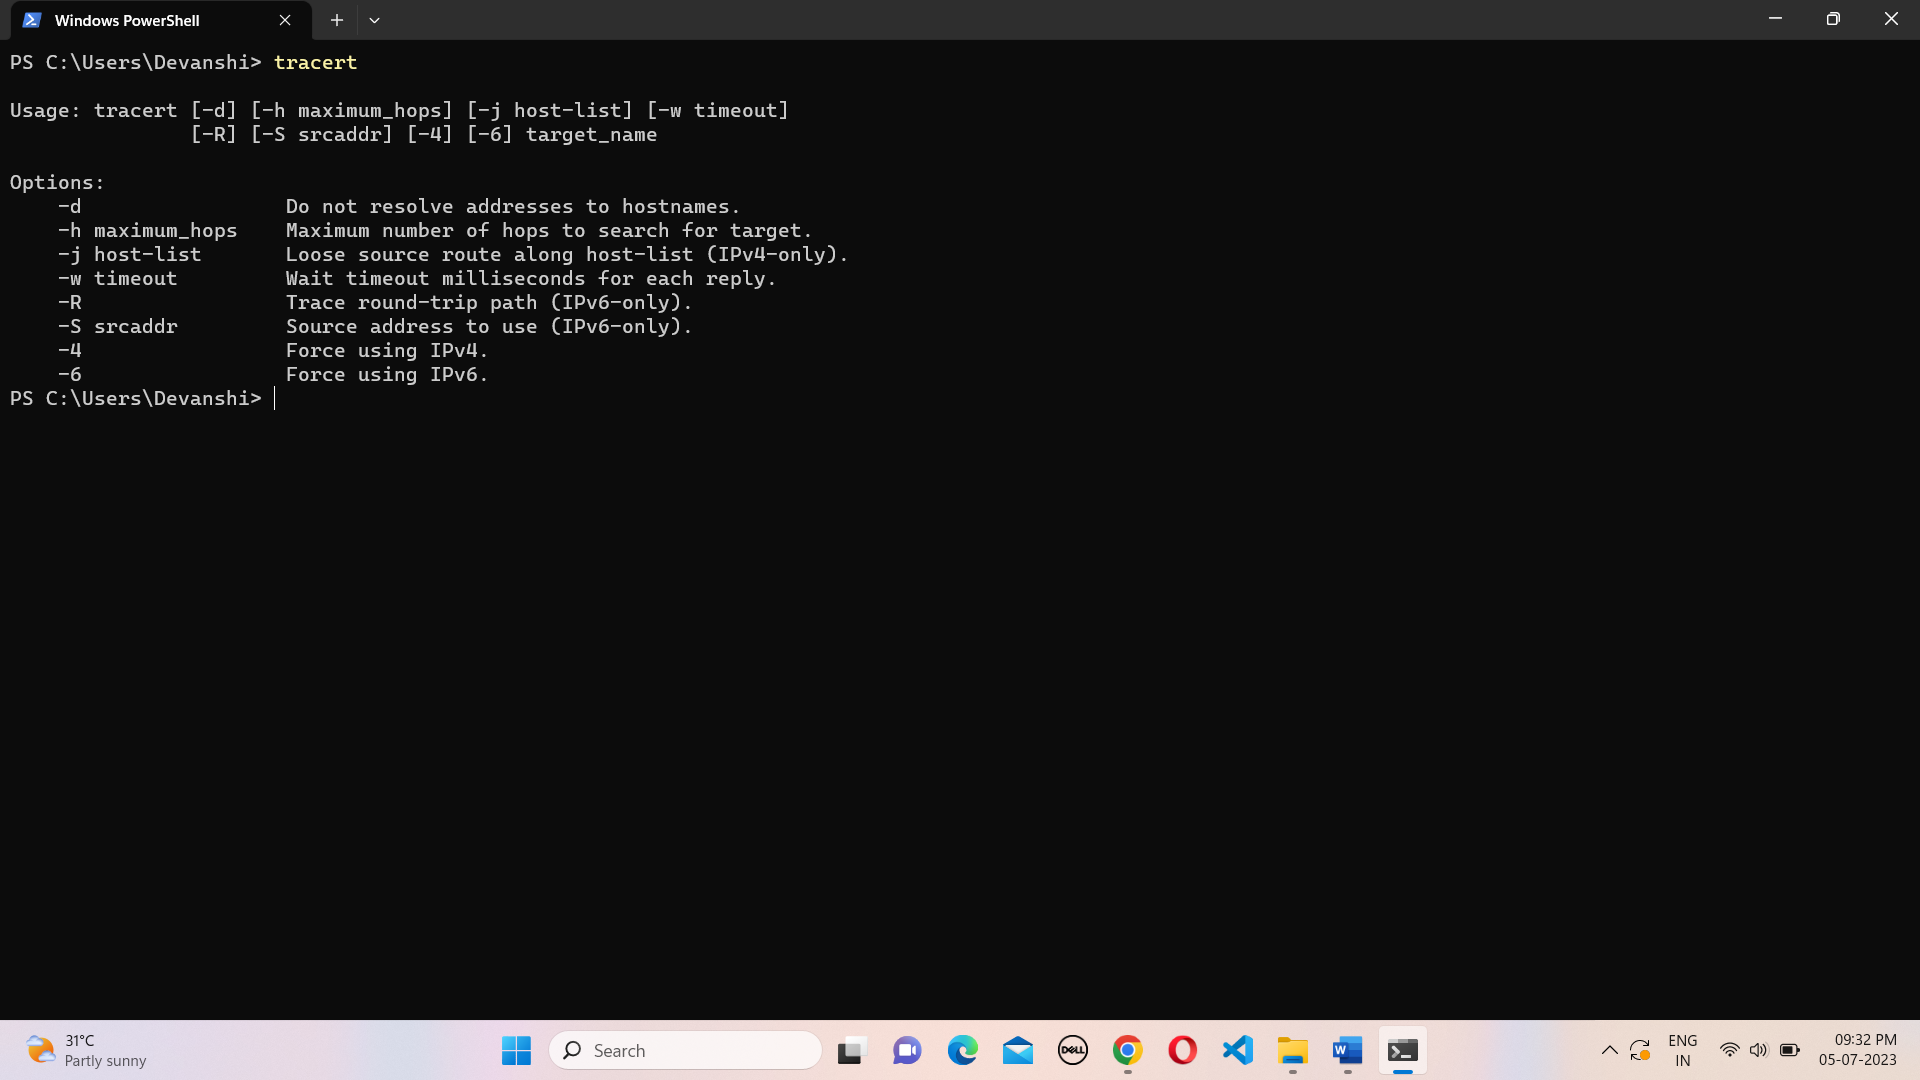 Windows PowerShell
PS C:\Users\Devanshi> tracert
Usage: tracert [-d] [-h maximum_hops] [-j host-list] [-w timeout]
               [-R] [-S srcaddr] [-4] [-6] target_name
Options:
    -d                 Do not resolve addresses to hostnames.
    -h maximum_hops    Maximum number of hops to search for target.
    -j host-list       Loose source route along host-list (IPv4-only).
    -w timeout         Wait timeout milliseconds for each reply.
    -R                 Trace round-trip path (IPv6-only).
    -S srcaddr         Source address to use (IPv6-only).
    -4                 Force using IPv4.
    -6                 Force using IPv6.
PS C:\Users\Devanshi>
31°C
Partly sunny
Search
DELL
W
ENG
IN
09:32 PM
05-07-2023